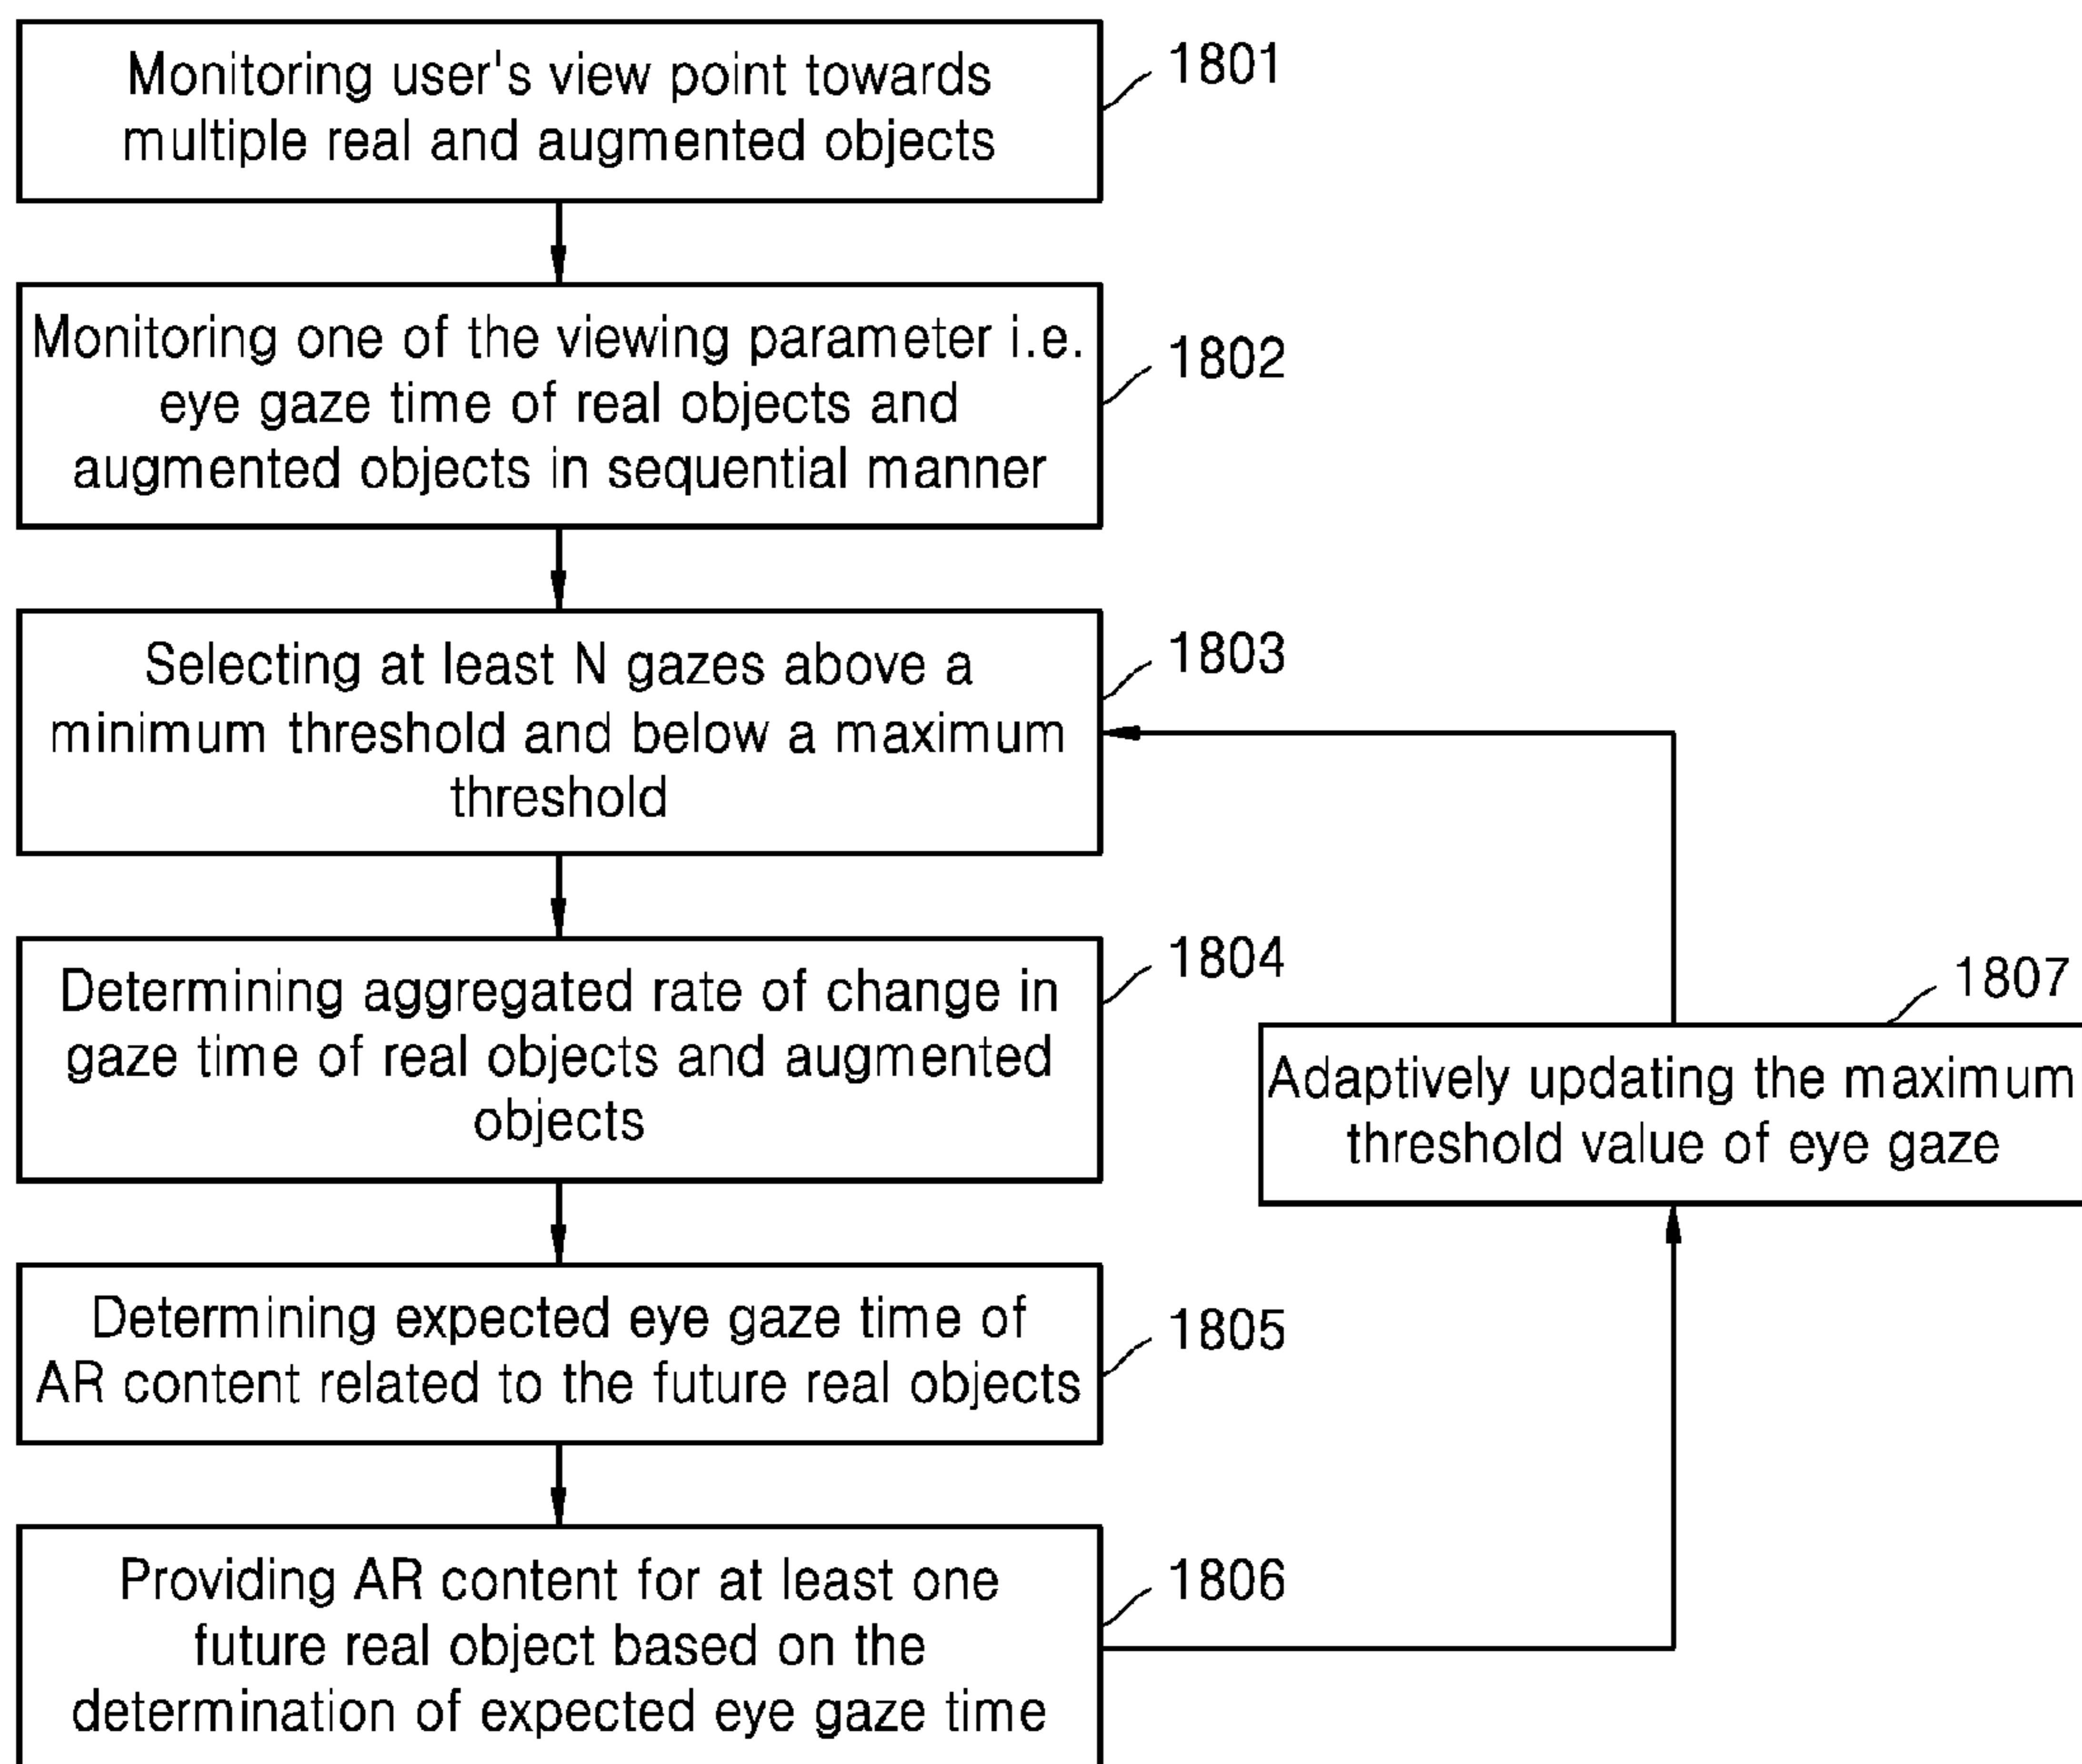 Monitoring user's view point towards
multiple real and augmented objects
1801
Monitoring one of the viewing parameter i.e.
eye gaze time of real objects and
augmented objects in sequential manner
1802
Selecting at least N gazes above a
minimum threshold and below a maximum
threshold
1803
Determining aggregated rate of change in
gaze time of real objects and augmented
objects
1804
Determining expected eye gaze time of
AR content related to the future real objects
1805
Providing AR content for at least one
future real object based on the
determination of expected eye gaze time
1806
1807
Adaptively updating the maximum
threshold value of eye gaze